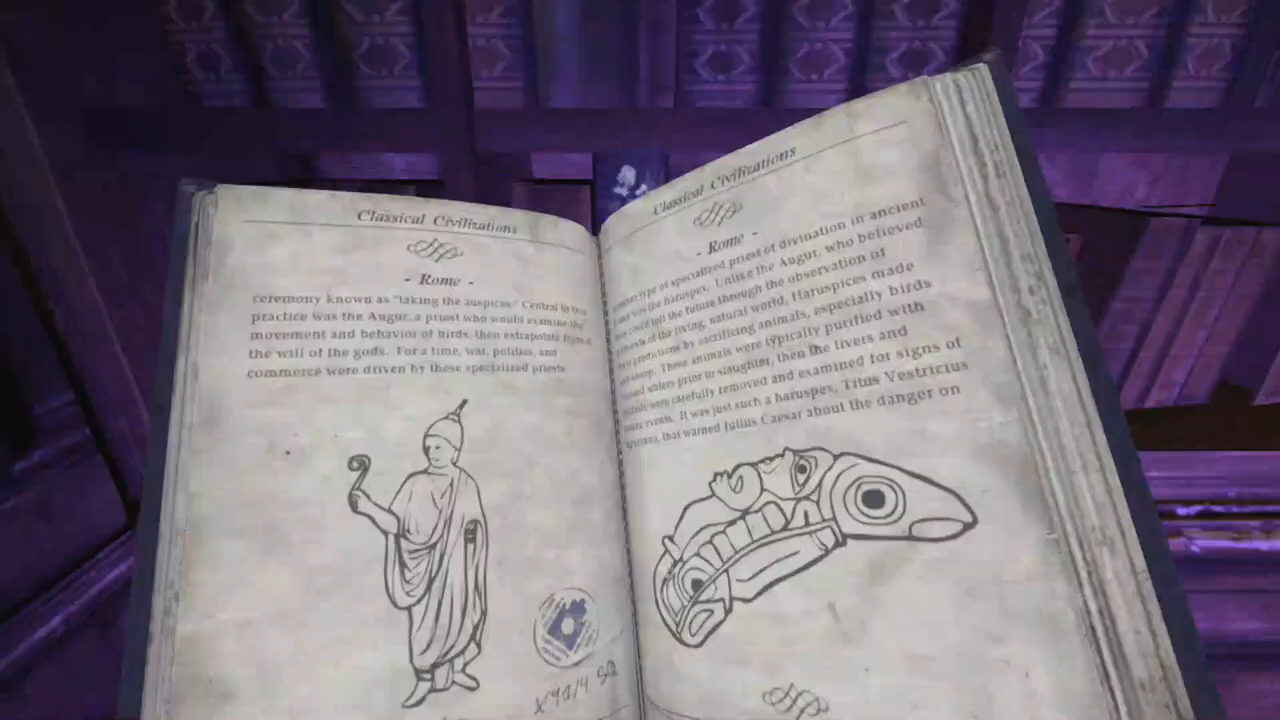 Classical Civilizations
- Rome -
ceremony known as "taking the auspices." Central to this
practice was the Augur, a priest who would examine the
movement and behavior of birds, then extrapolate from it
the will of the gods. For a time, war, politics, and
commerce were driven by these specialized priests
Classical Civilizations
- Rome -
type of specialized priest of divination in ancient
was the haruspex. Unlike the Augur, who believed
could tell the future through the observation of
of the living, natural world, Haruspices made
predictions by sacrificing animals, especially birds
and sheep. These animals were typically purified with
waters prior to slaughter, then the livers and
were carefully removed and examined for signs of
events. It was just such a haruspex, Titus Vestricius
Spurinna, that warned Julius Caesar about the danger on